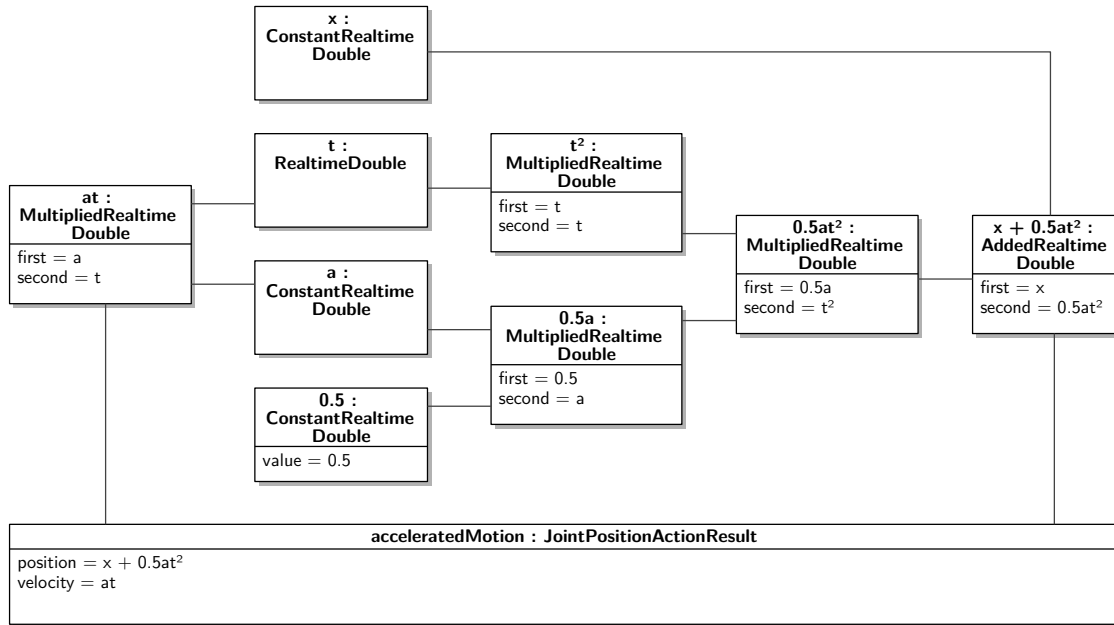 x :
ConstantRealtime
Double
t :
RealtimeDouble
t²:
MultipliedRealtime
Double
first = t
second = t
at :
MultipliedRealtime
Double
first = a
second = t
0.5at² :
MultipliedRealtime
Double
first = 0.5a
second = t²
x + 0.5at² :
AddedRealtime
Double
first = x
second = 0.5at²
a :
ConstantRealtime
Double
0.5a :
MultipliedRealtime
Double
first = 0.5
second = a
0.5 :
ConstantRealtime
Double
value = 0.5
acceleratedMotion : JointPositionActionResult
position = x + 0.5at²
velocity = at